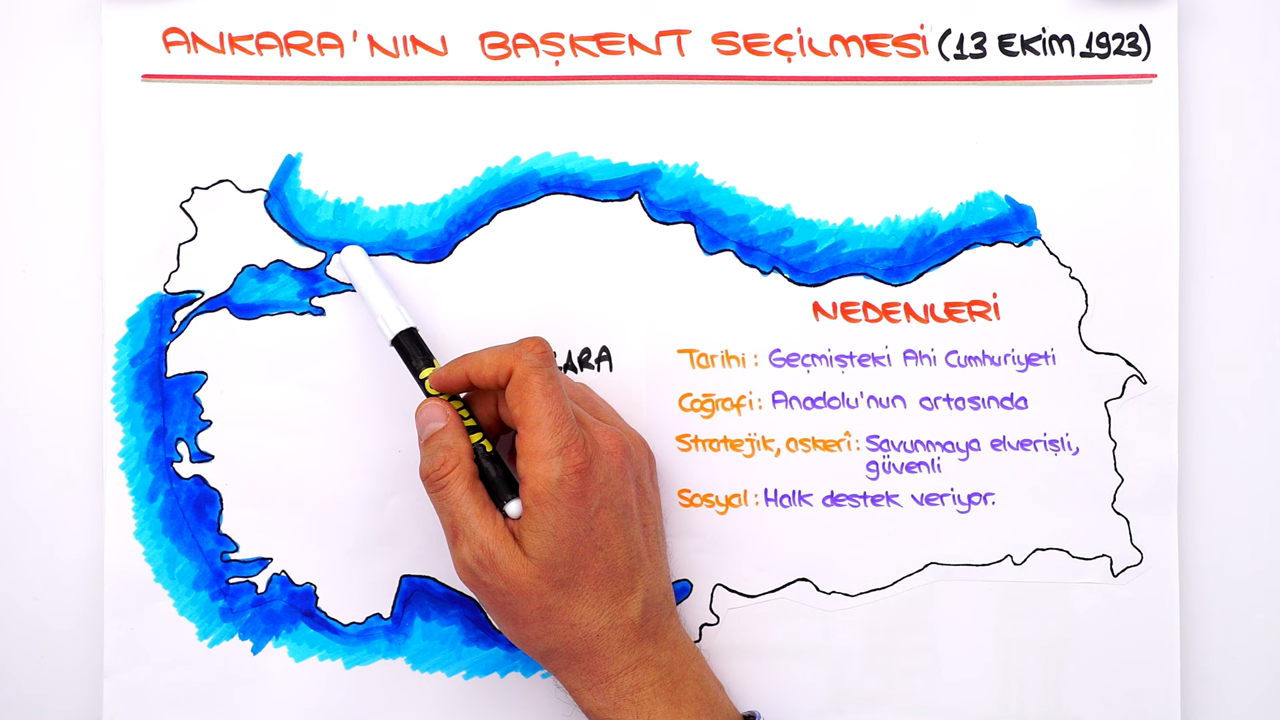 ANKARA'NIN BAŞKENT SEÇİLMESİ (13 EKİM 1923)
NEDENLERİ
Tarihi: Geçmişteki Ahi Cumhuriyeti
Coğrafi: Anadolu'nun ortasında
Stratejik, askerî: Savunmaya elverişli,
güvenli
Sosyal: Halk destek veriyor.